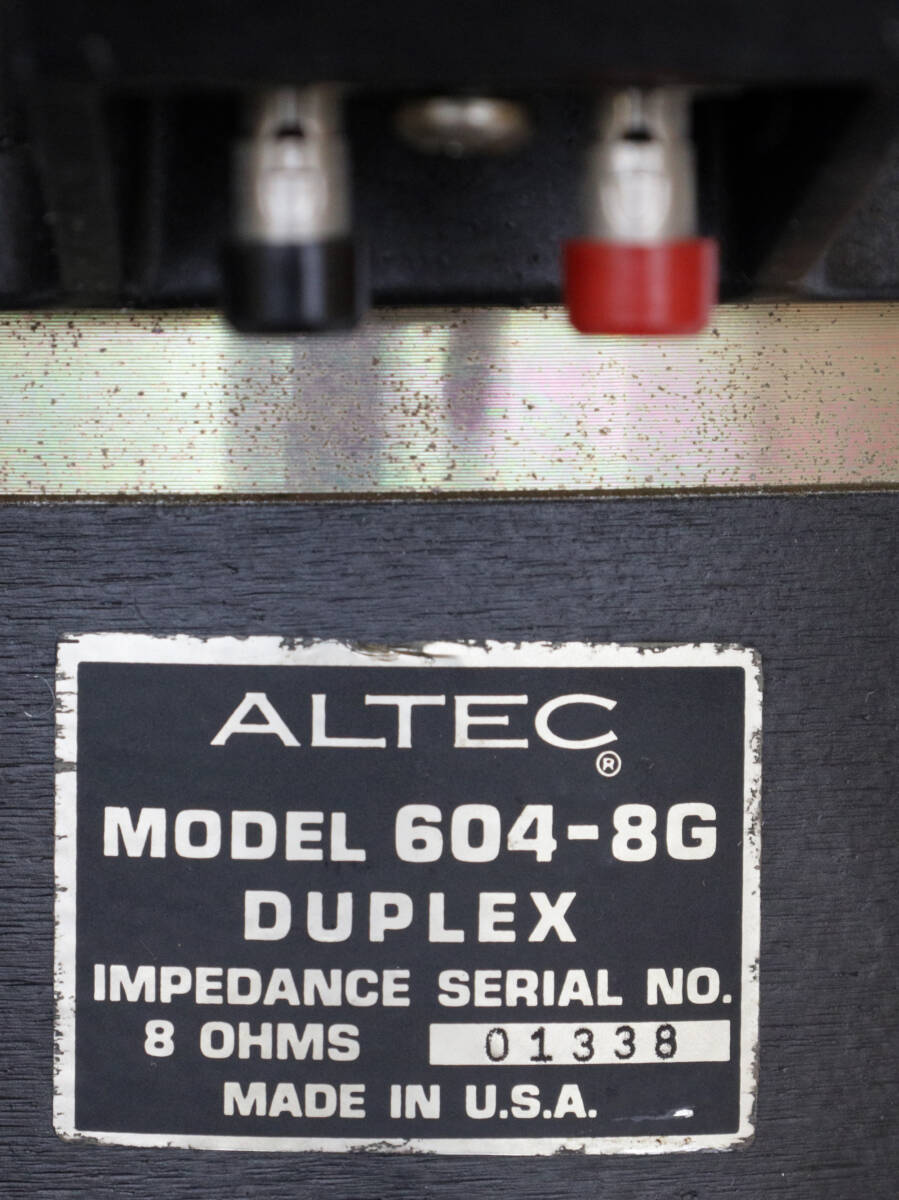 ALTEC®
MODEL 604-8G
DUPLEX
IMPEDANCE SERIAL NO.
8 OHMS 01338
MADE IN U.S.A.